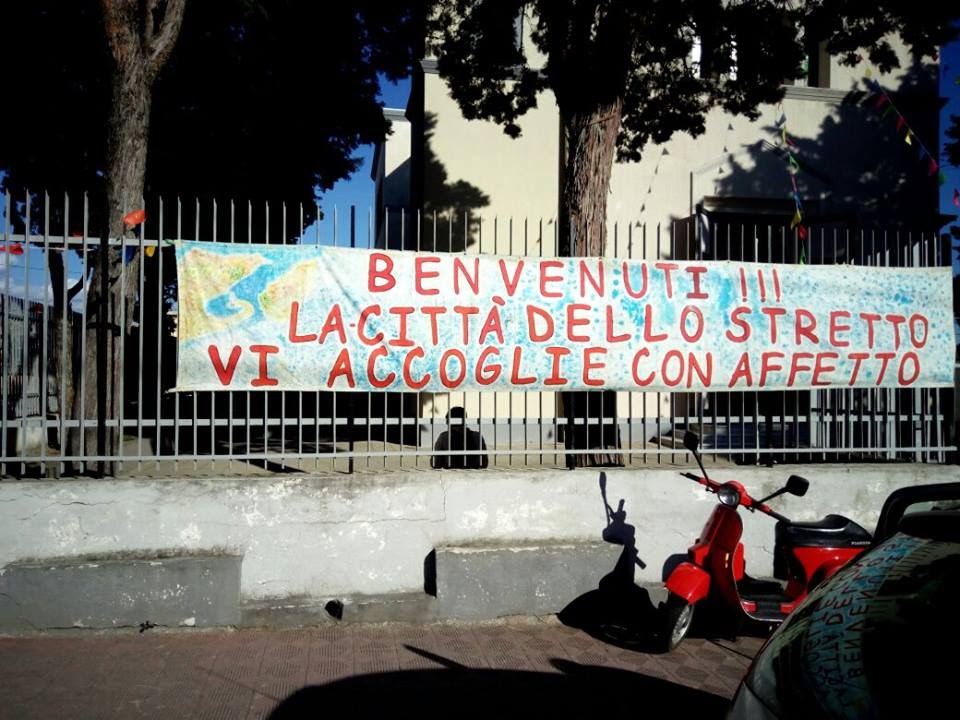 BENVENUTI !!!
LA CITTÀ DELLO STRETTO
VI ACCOGLIE CON AFFETTO